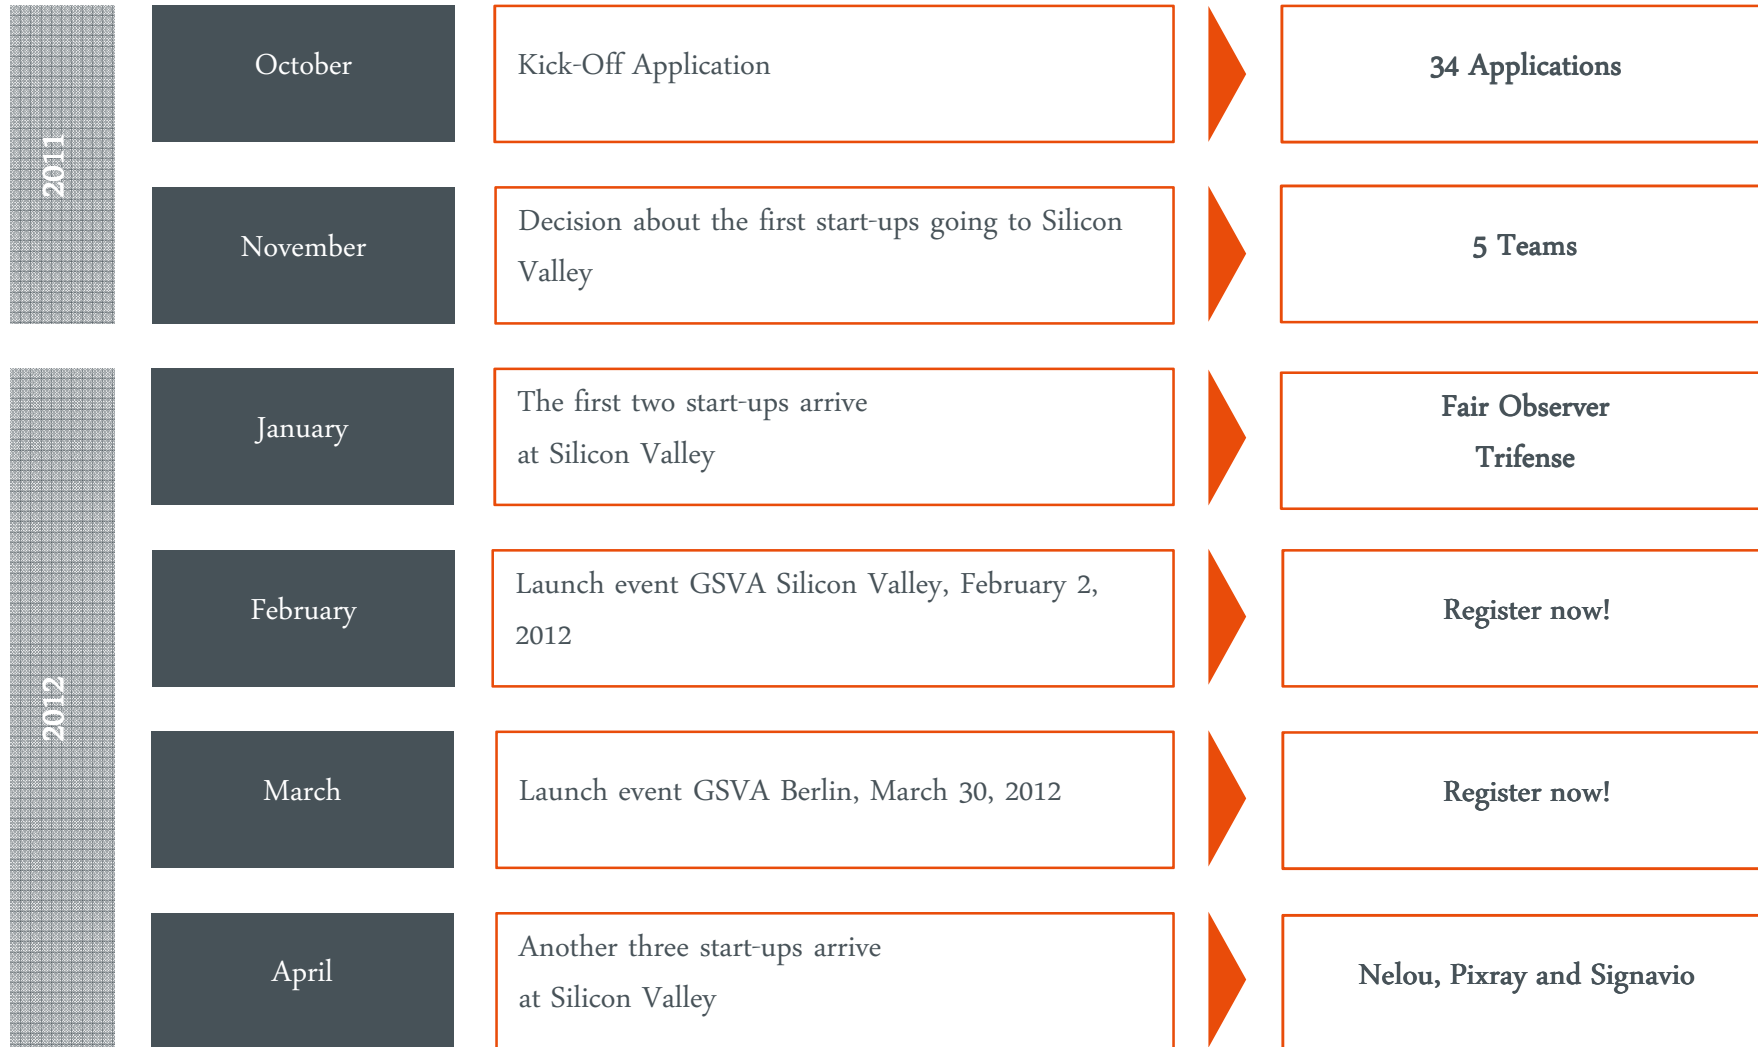 2011
October
Kick-Off Application
34 Applications
November
Decision about the first start-ups going to Silicon
Valley
5 Teams
2012
January
The first two start-ups arrive
at Silicon Valley
Fair Observer
Trifense
February
Launch event GSVA Silicon Valley, February 2,
2012
Register now!
March
Launch event GSVA Berlin, March 30, 2012
Register now!
April
Another three start-ups arrive
at Silicon Valley
Nelou, Pixray and Signavio